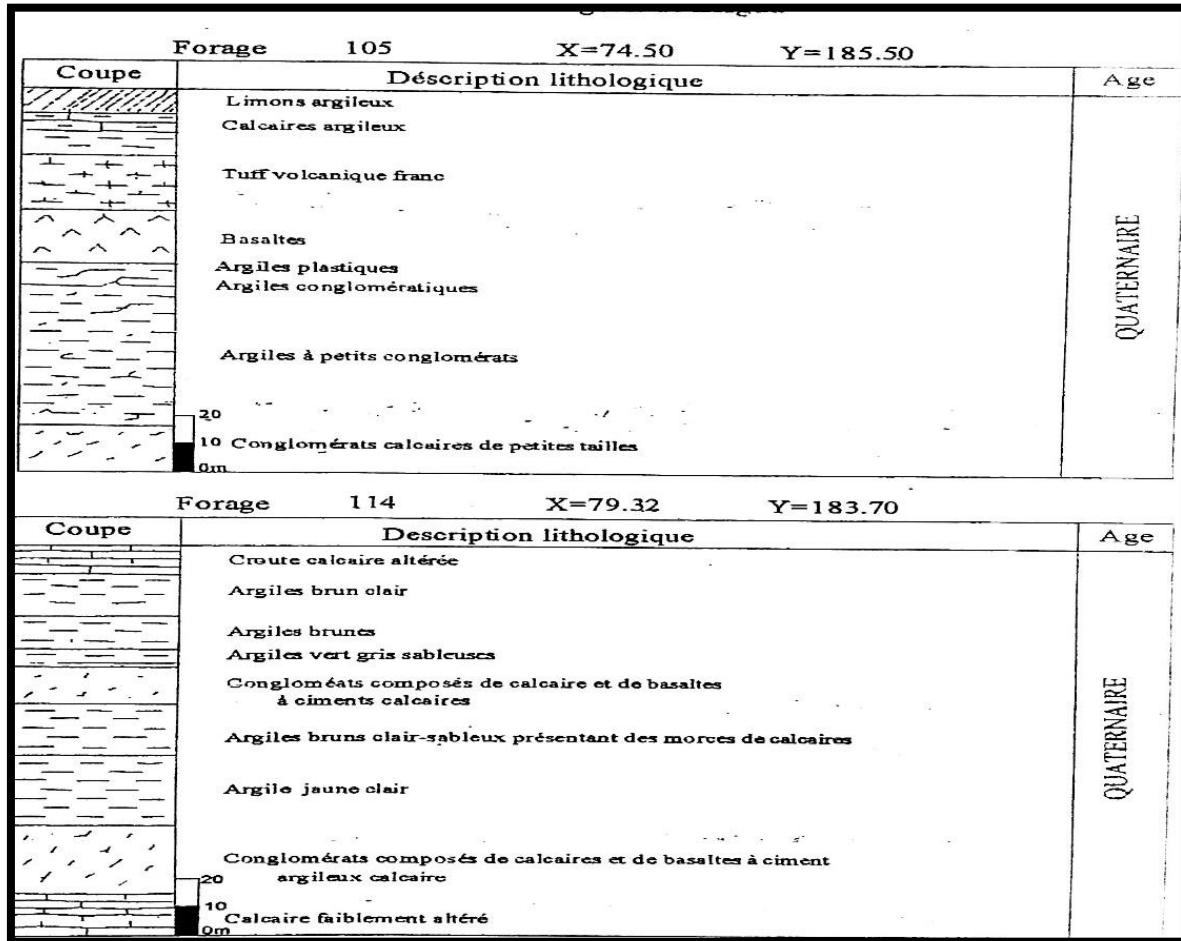 Forage 105 X=74.50 Y=185.50
Coupe Déscription lithologique Age
Limons argileux
Calcaires argileux
Tuff volcanique franc
Basaltes
Argiles plastiques
Argiles conglomératiques
Argiles à petits conglomérats
QUATERNAIRE
20
10 Conglomérats calcaires de petites tailles
0m
Forage 114 X=79.32 Y=183.70
Coupe Description lithologique Age
Croute calcaire altérée
Argiles brun clair
Argiles brunes
Argiles vert gris sableuses
Congloméats composés de calcaire et de basaltes
à ciments calcaires
Argiles bruns clair-sableux présentant des morces de calcaires
Argile jaune clair
QUATERNAIRE
Conglomérats composés de calcaires et de basaltes à ciment
argileux calcaire
20
10
Calcaire faiblement altéré
0m